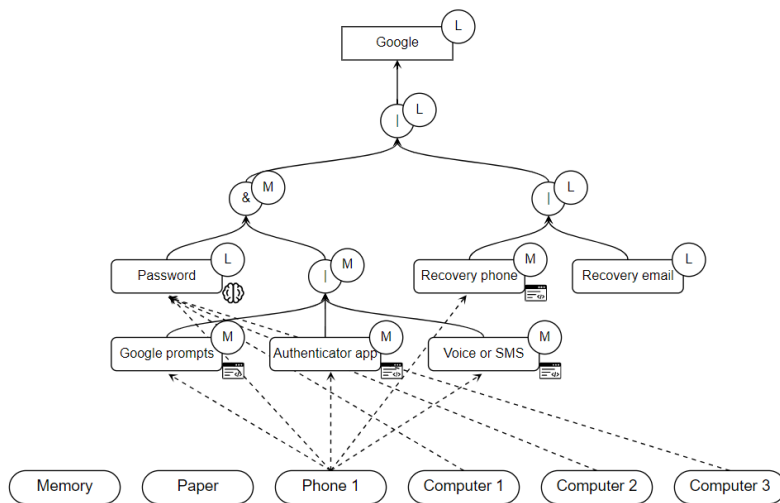 Google
L
|
L
&
M
|
L
Password
L
|
M
Recovery phone
M
Recovery email
L
Google prompts
M
Authenticator app
M
Voice or SMS
M
Memory
Paper
Phone 1
Computer 1
Computer 2
Computer 3